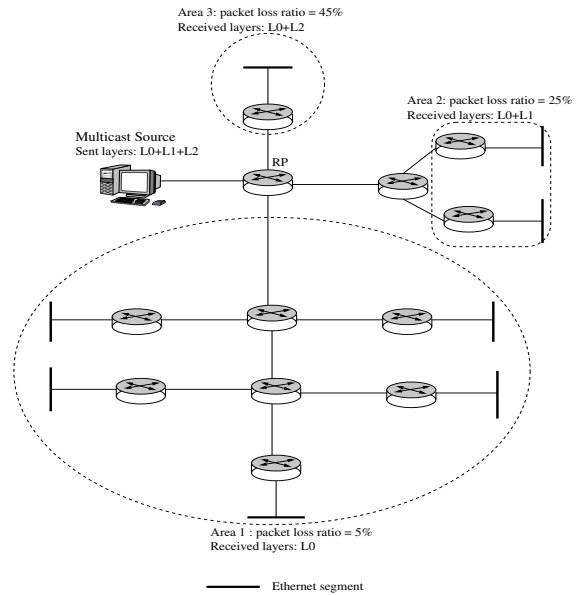 Area 3: packet loss ratio = 45%
Received layers: L0+L2
Area 2: packet loss ratio = 25%
Received layers: L0+L1
Multicast Source
Sent layers: L0+L1+L2
RP
Area 1 : packet loss ratio = 5%
Received layers: L0
Ethernet segment